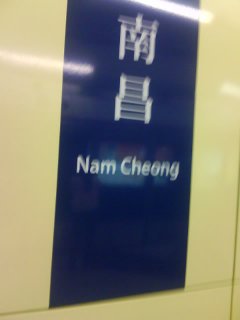 南
昌
Nam Cheong